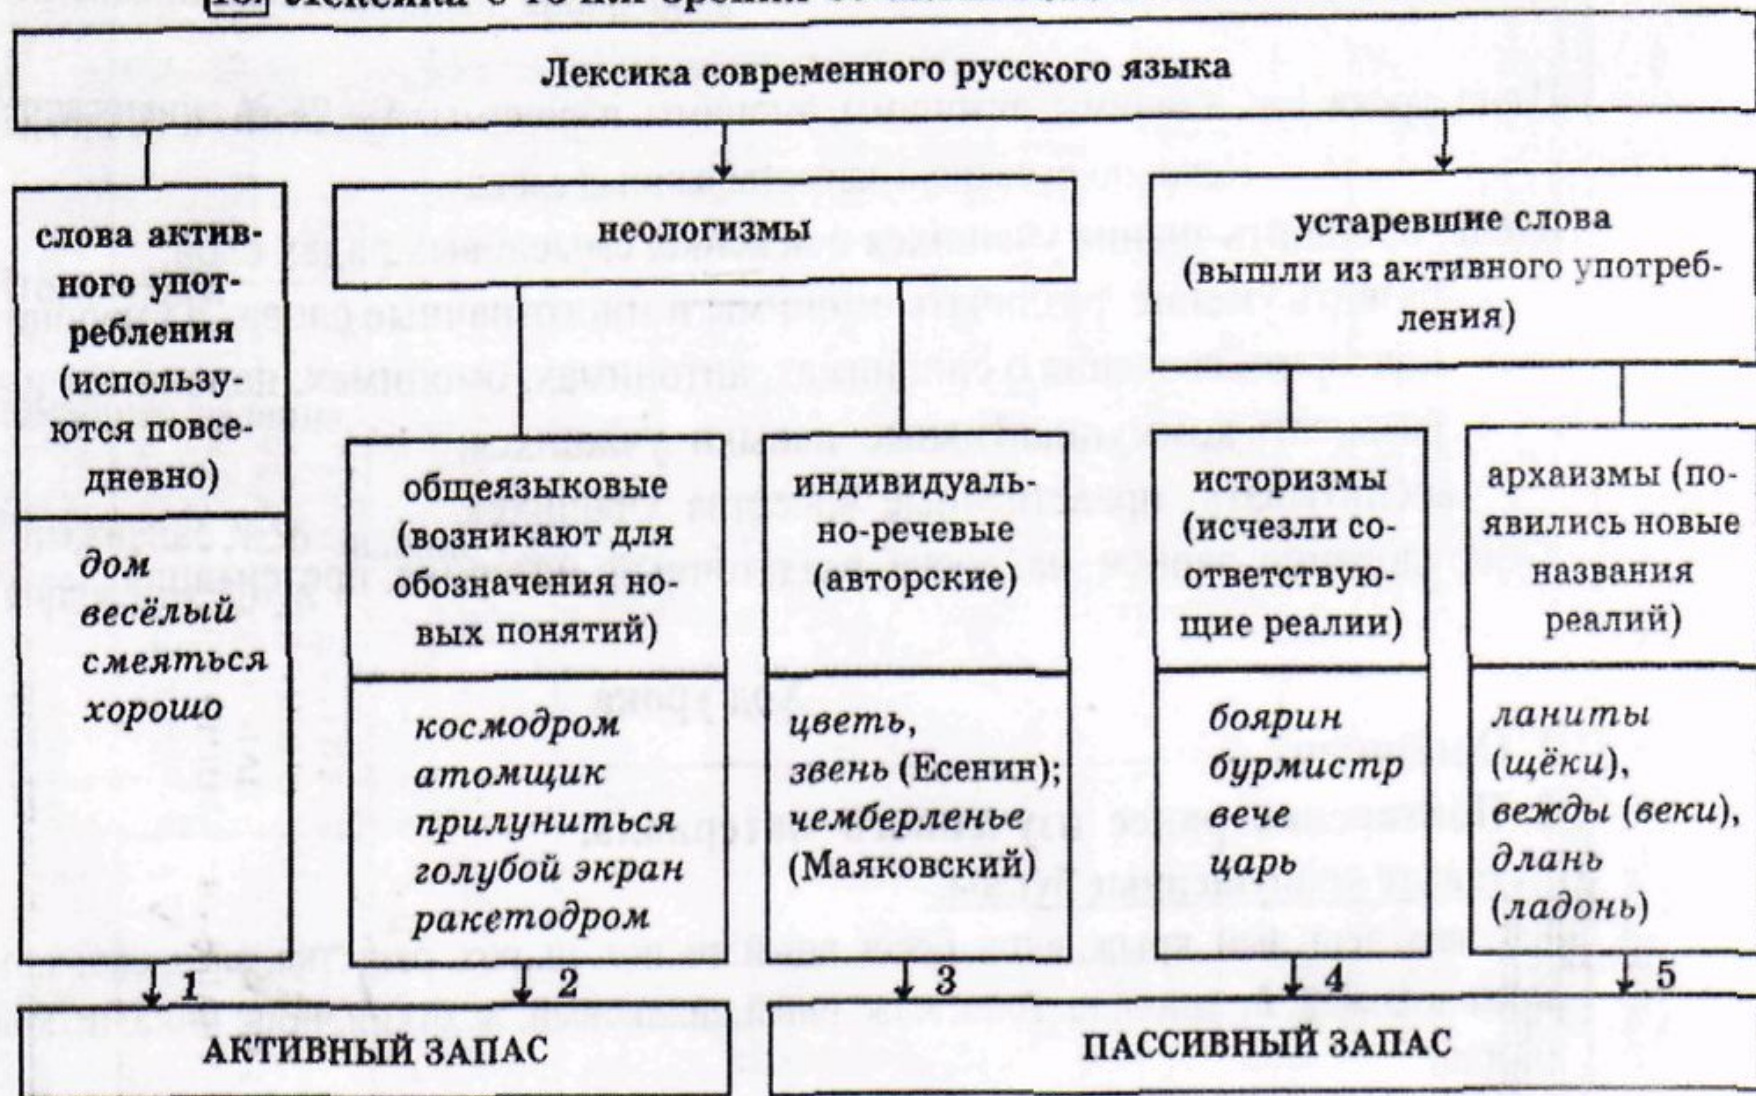 Лексика современного русского языка
слова актив-
ного упот-
ребления
(использу-
ются повсе-
дневно)
дом
весёлый
смеяться
хорошо
неологизмы
общеязыковые
(возникают для
обозначения но-
вых понятий)
космодром
атомщик
прилуниться
голубой экран
ракетодром
индивидуаль-
но-речевые
(авторские)
цветь,
звень (Есенин);
чемберленье
(Маяковский)
устаревшие слова
(вышли из активного употреб-
ления)
историзмы
(исчезли со-
ответствую-
щие реалии)
боярин
бурмистр
вече
царь
архаизмы (по-
явились новые
названия
реалий)
ланиты
(щёки),
вежды (веки),
длань
(ладонь)
1
2
3
4
5
АКТИВНЫЙ ЗАПАС
ПАССИВНЫЙ ЗАПАС